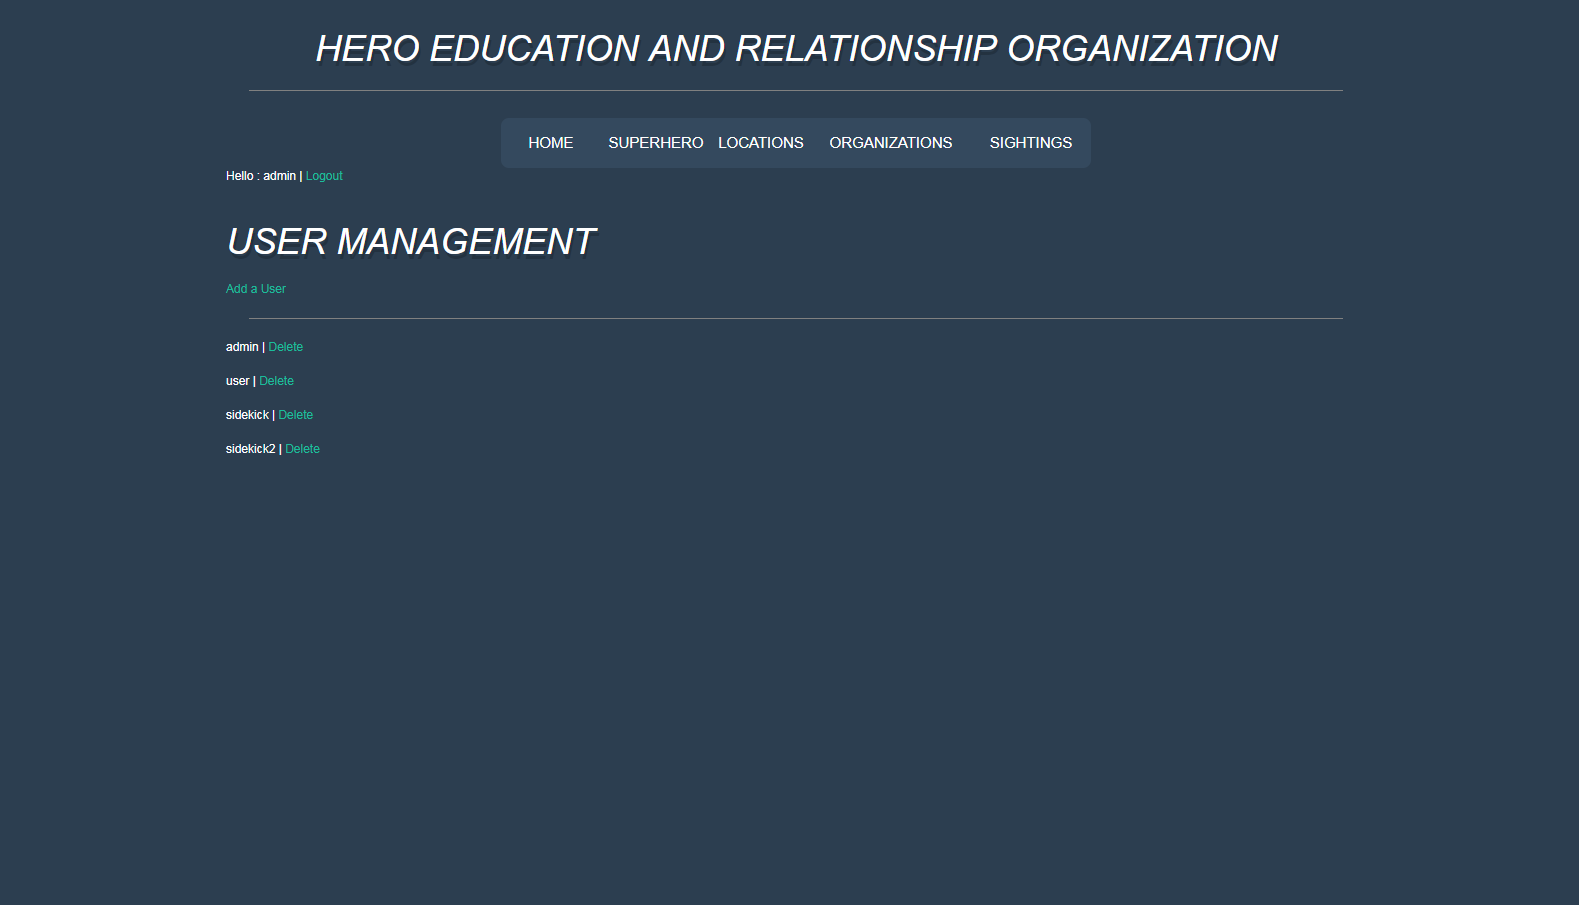 HERO EDUCATION AND RELATIONSHIP ORGANIZATION
HOME SUPERHERO LOCATIONS ORGANIZATIONS SIGHTINGS
Hello : admin | Logout
USER MANAGEMENT
Add a User
admin | Delete
user | Delete
sidekick | Delete
sidekick2 | Delete